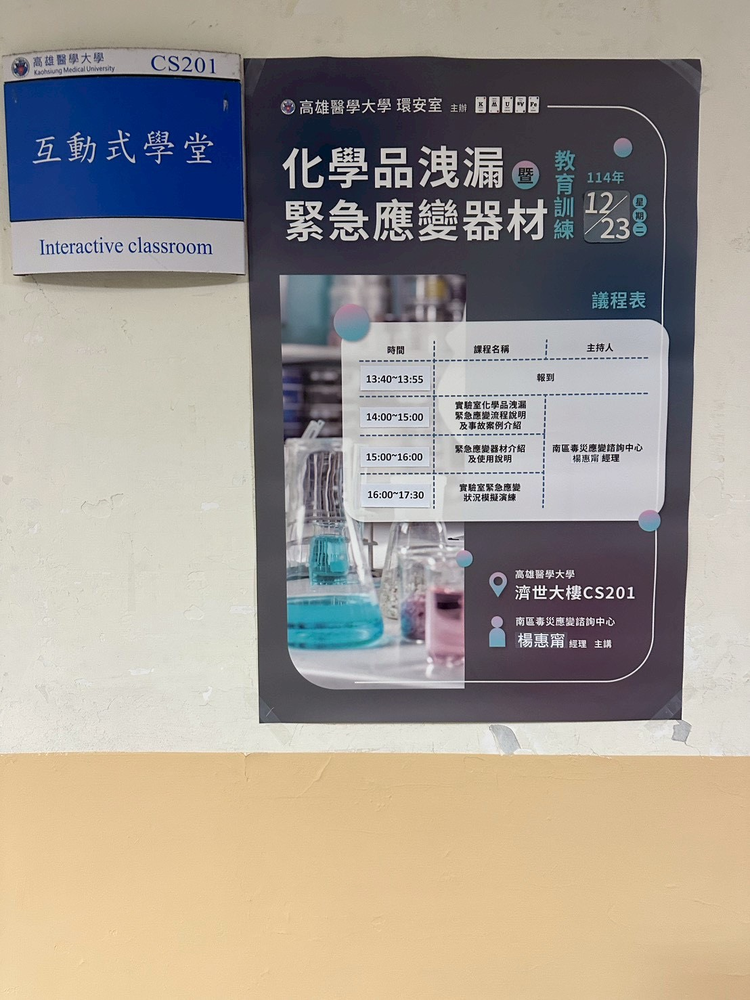 高雄醫學大學
Kaohsiung Medical University
CS201
互動式學堂
Interactive classroom
高雄醫學大學 環安室 主辦
化學品洩漏 暨
緊急應變器材
教育訓練
114年
12/23
星期二
議程表
時間 課程名稱 主持人
13:40~13:55 報到
14:00~15:00 實驗室化學品洩漏
緊急應變流程說明
及事故案例介紹
15:00~16:00 緊急應變器材介紹
及使用說明
16:00~17:30 實驗室緊急應變
狀況模擬演練
南區毒災應變諮詢中心
楊惠甯 經理
高雄醫學大學
濟世大樓CS201
南區毒災應變諮詢中心
楊惠甯 經理 主講